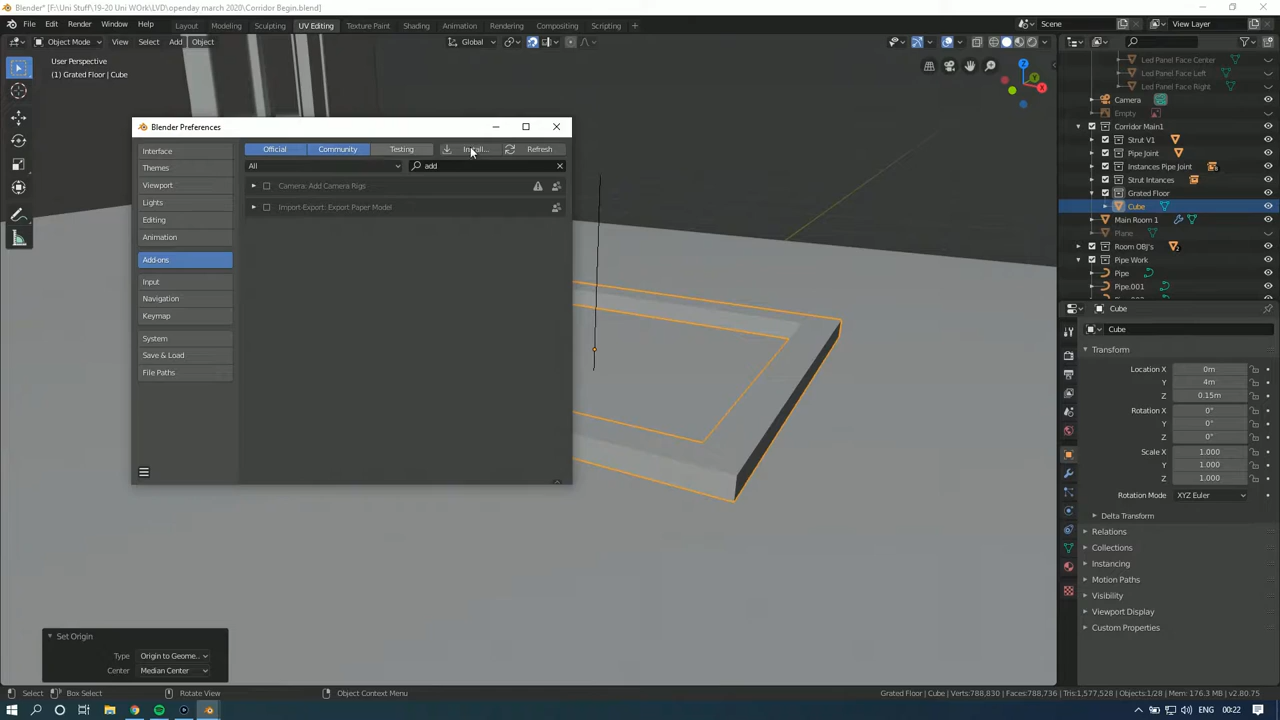 Blender* [F:\Uni Stuff\19-20 Uni WOrk\LVD\openday march 2020\Corridor Begin.blend]
File Edit Render Window Help Layout Modeling Sculpting UV Editing Texture Paint Shading Animation Rendering Compositing Scripting + Scene View Layer
Object Mode View Select Add Object Global
User Perspective
(1) Grated Floor | Cube
Z
Y
X
Led Panel Face Center
Led Panel Face Left
Led Panel Face Right
Camera
Empty
Corridor Main1
Strut V1
Pipe Joint
Instances Pipe Joint
Strut Intances
Grated Floor
Cube
Main Room 1
Plane
Room OBJ's
Pipe Work
Pipe
Pipe.001
Blender Preferences
Interface
Themes
Viewport
Lights
Editing
Animation
Add-ons
Input
Navigation
Keymap
System
Save & Load
File Paths
Official Community Testing Install... Refresh
All add
Camera: Add Camera Rigs
Import-Export: Export Paper Model
Cube
Cube
Transform
Location X 0m
Y 4m
Z 0.15m
Rotation X 0°
Y 0°
Z 0°
Scale X 1.000
Y 1.000
Z 1.000
Rotation Mode XYZ Euler
Delta Transform
Relations
Collections
Instancing
Motion Paths
Visibility
Viewport Display
Custom Properties
Set Origin
Type Origin to Geome..
Center Median Center
Select Box Select Rotate View Object Context Menu Grated Floor | Cube | Verts:788,830 | Faces:788,736 | Tris:1,577,528 | Objects:1/28 | Mem: 176.3 MB | v2.80.75
ENG 00:22